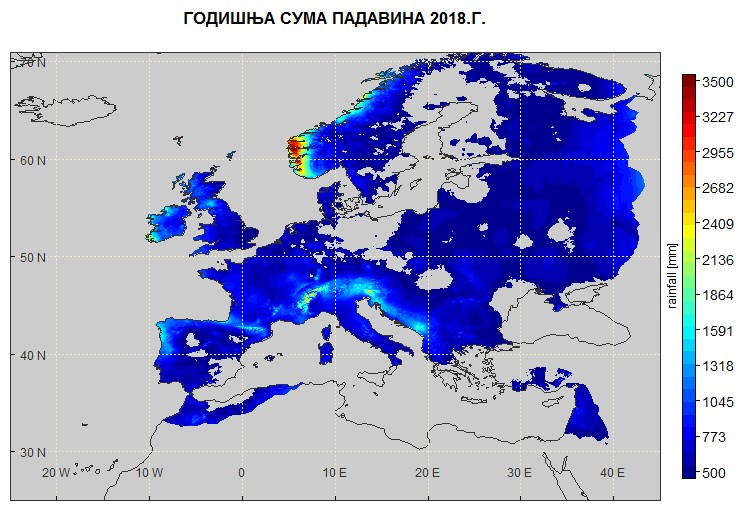 ГОДИШЊА СУМА ПАДАВИНА 2018.Г.
70 N
60 N
50 N
40 N
30 N
20 W
10 W
0
10 E
20 E
30 E
40 E
3500
3227
2955
2682
2409
2136
1864
1591
1318
1045
773
500
rainfall [mm]